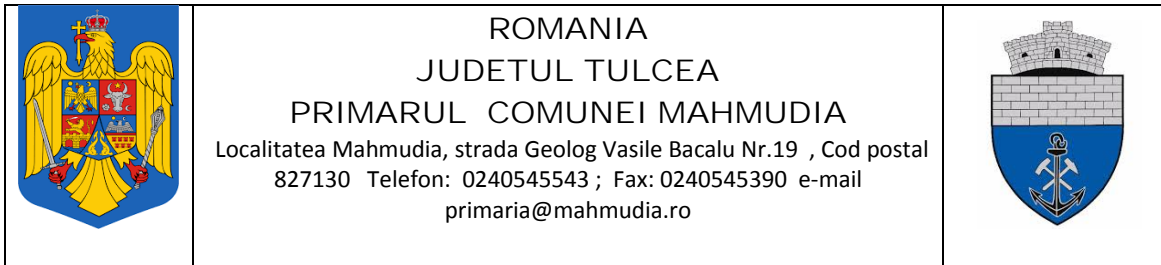 ROMANIA
JUDETUL TULCEA
PRIMARUL COMUNEI MAHMUDIA
Localitatea Mahmudia, strada Geolog Vasile Bacalu Nr.19 , Cod postal
827130 Telefon: 0240545543 ; Fax: 0240545390 e-mail
primaria@mahmudia.ro